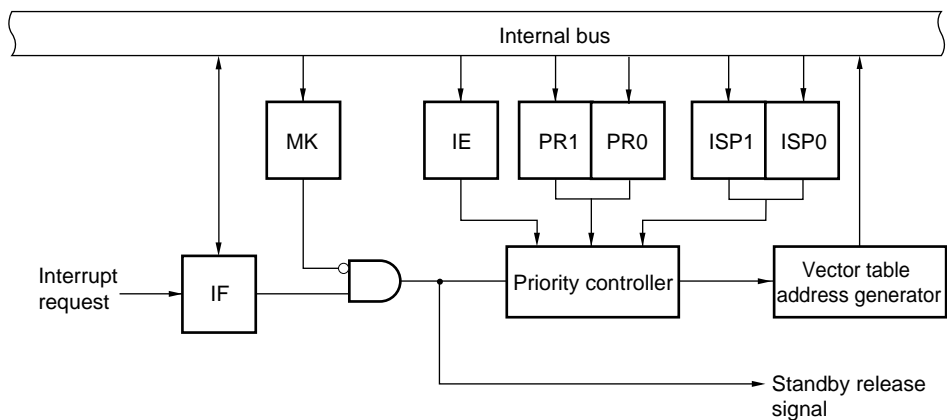 Internal bus
MK
IE
PR1
PR0
ISP1
ISP0
Interrupt
request
IF
Priority controller
Vector table
address generator
Standby release
signal